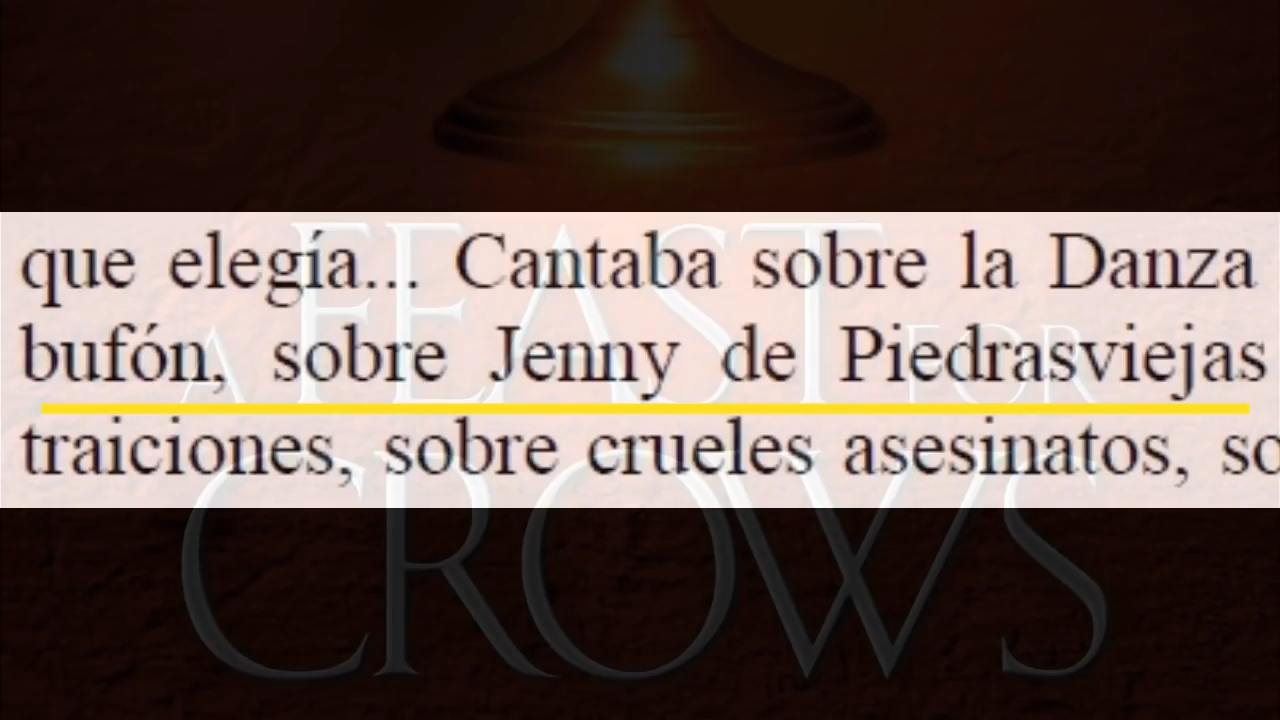 que elegía... Cantaba sobre la Danza
bufón, sobre Jenny de Piedrasviejas
traiciones, sobre crueles asesinatos, so
A FEAST FOR
CROWS